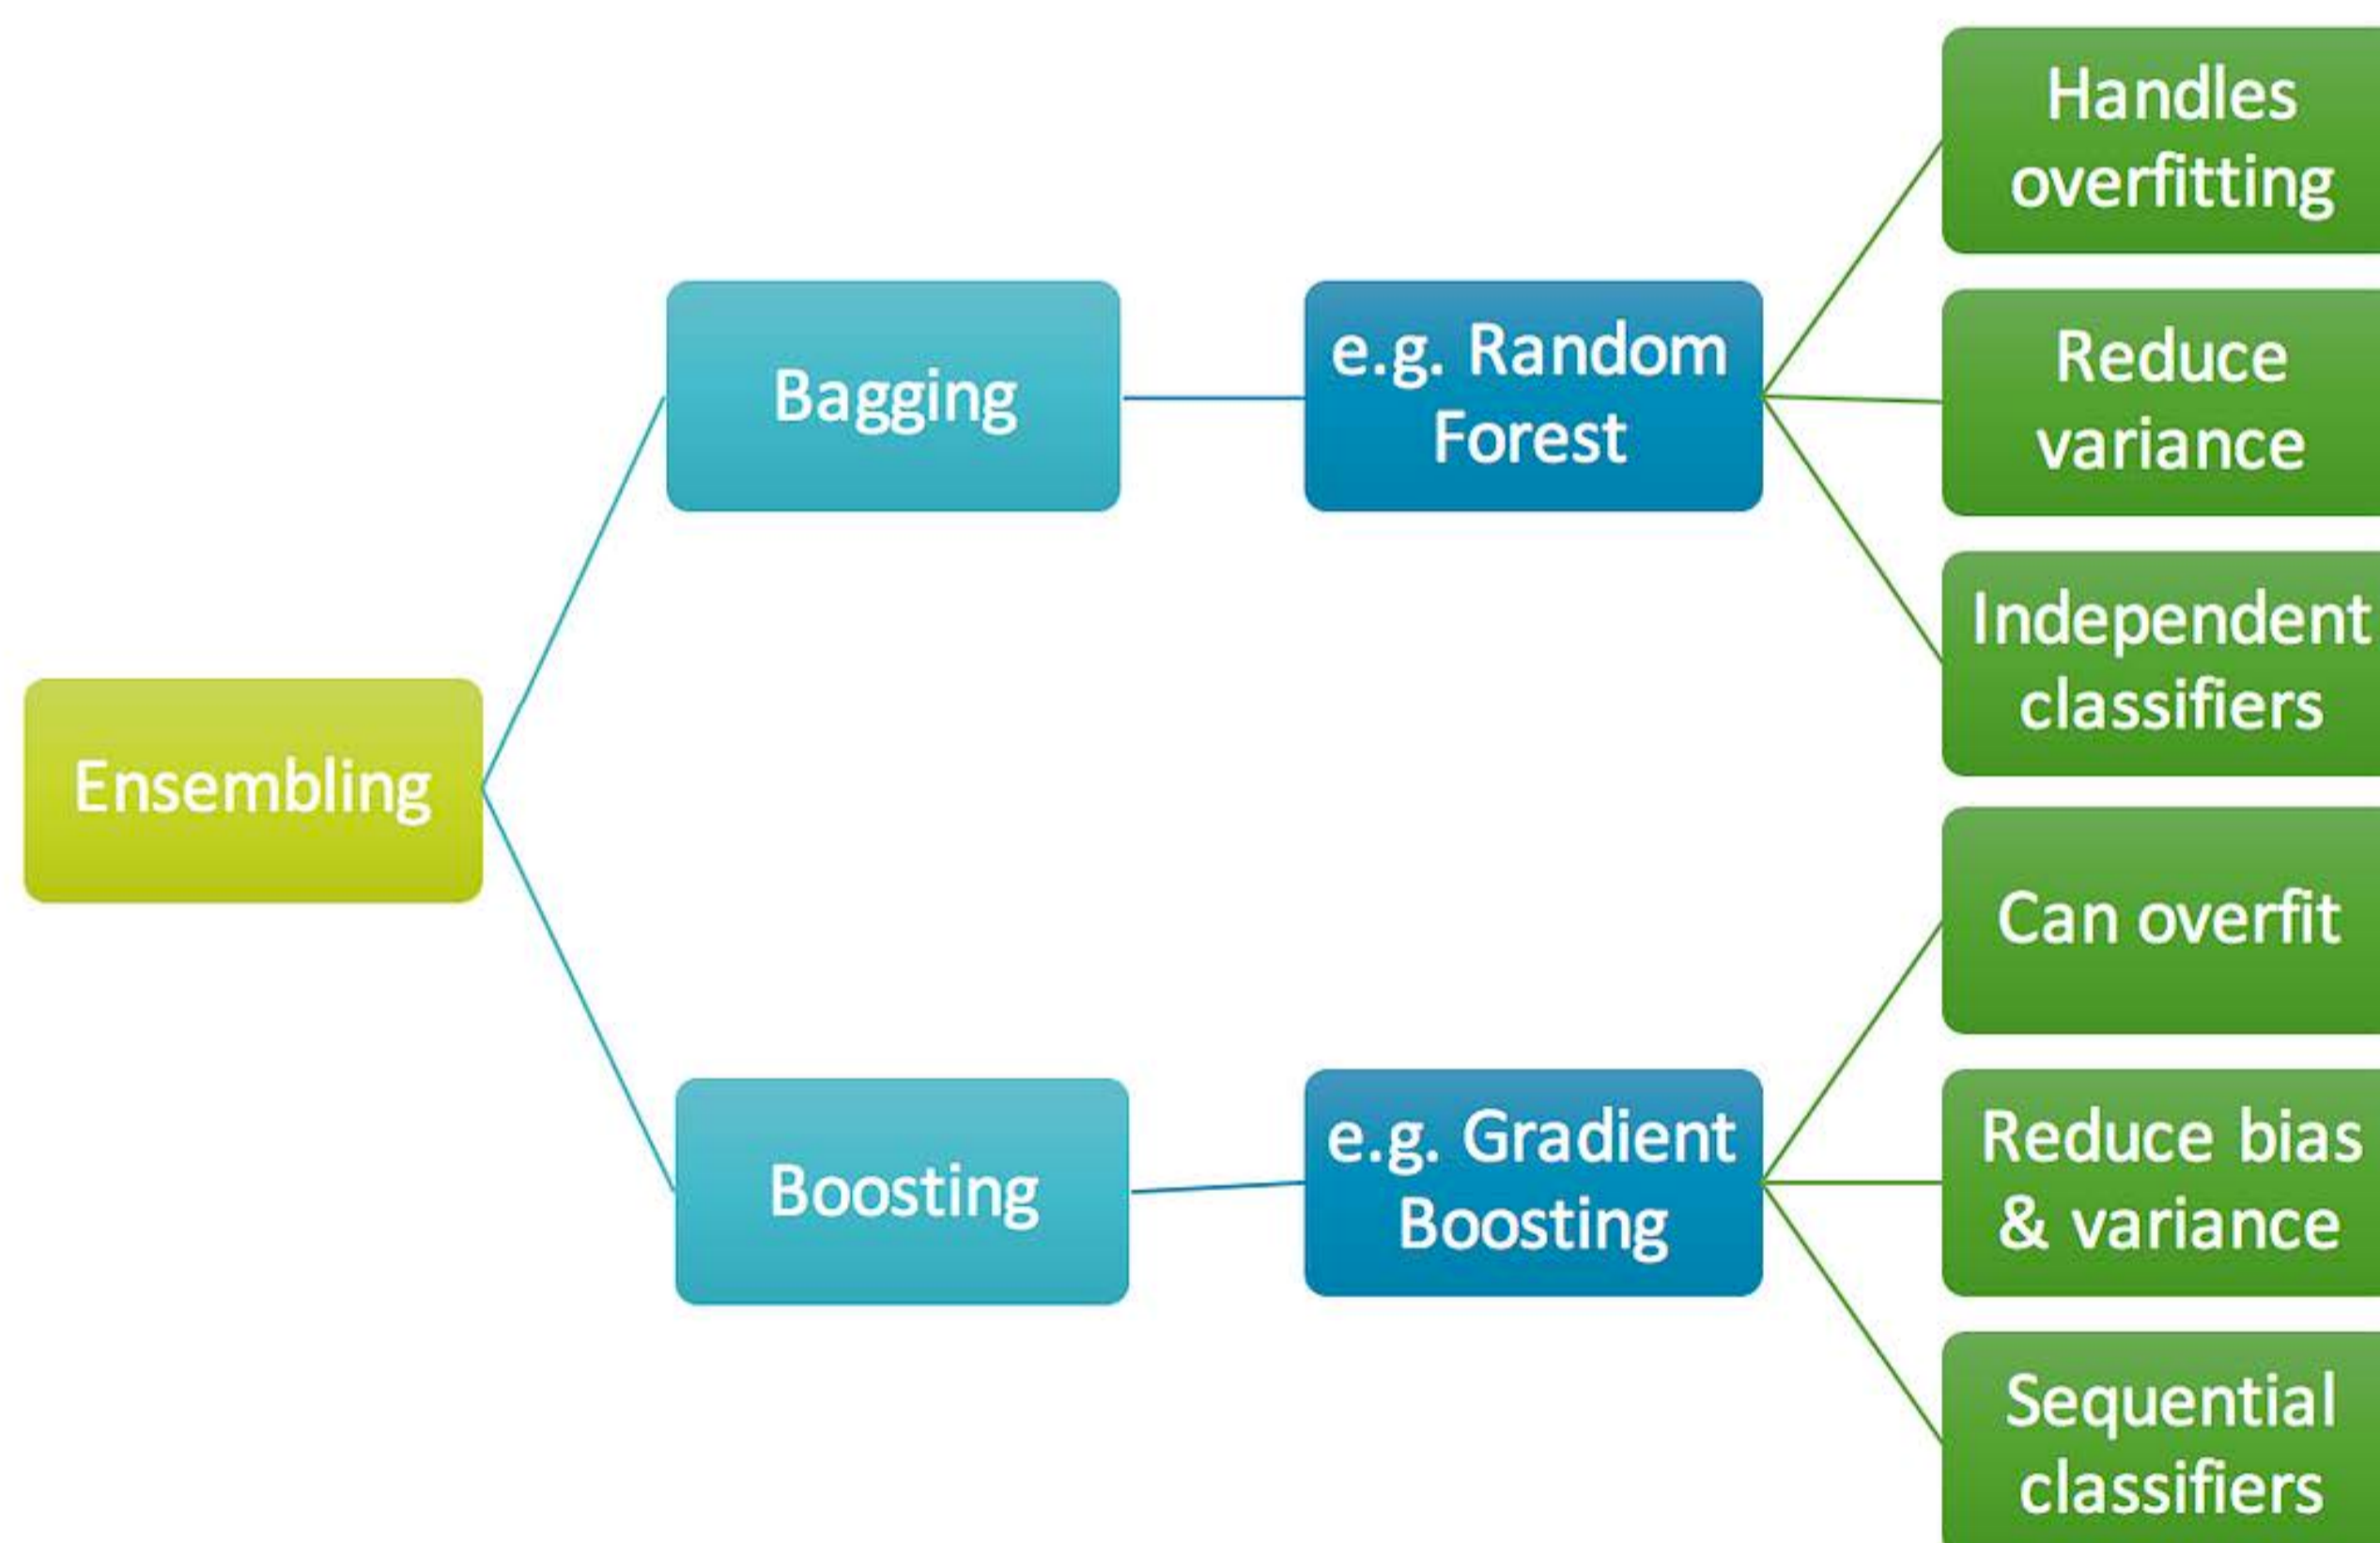 Ensembling
Bagging
e.g. Random
Forest
Handles
overfitting
Reduce
variance
Independent
classifiers
Boosting
e.g. Gradient
Boosting
Can overfit
Reduce bias
& variance
Sequential
classifiers